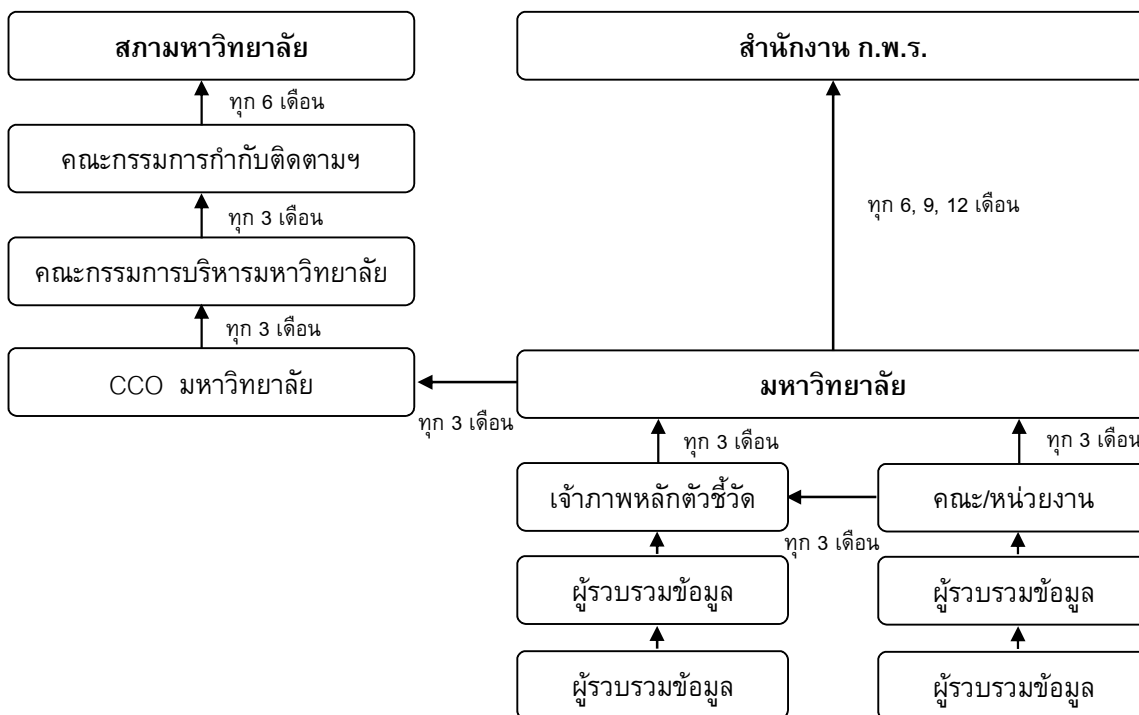 สภามหาวิทยาลัย
สำนักงาน ก.พ.ร.
ทุก 6 เดือน
คณะกรรมการกำกับติดตามฯ
ทุก 3 เดือน
ทุก 6, 9, 12 เดือน
คณะกรรมการบริหารมหาวิทยาลัย
ทุก 3 เดือน
CCO มหาวิทยาลัย
มหาวิทยาลัย
ทุก 3 เดือน
ทุก 3 เดือน
ทุก 3 เดือน
เจ้าภาพหลักตัวชี้วัด
คณะ/หน่วยงาน
ทุก 3 เดือน
ผู้รวบรวมข้อมูล
ผู้รวบรวมข้อมูล
ผู้รวบรวมข้อมูล
ผู้รวบรวมข้อมูล